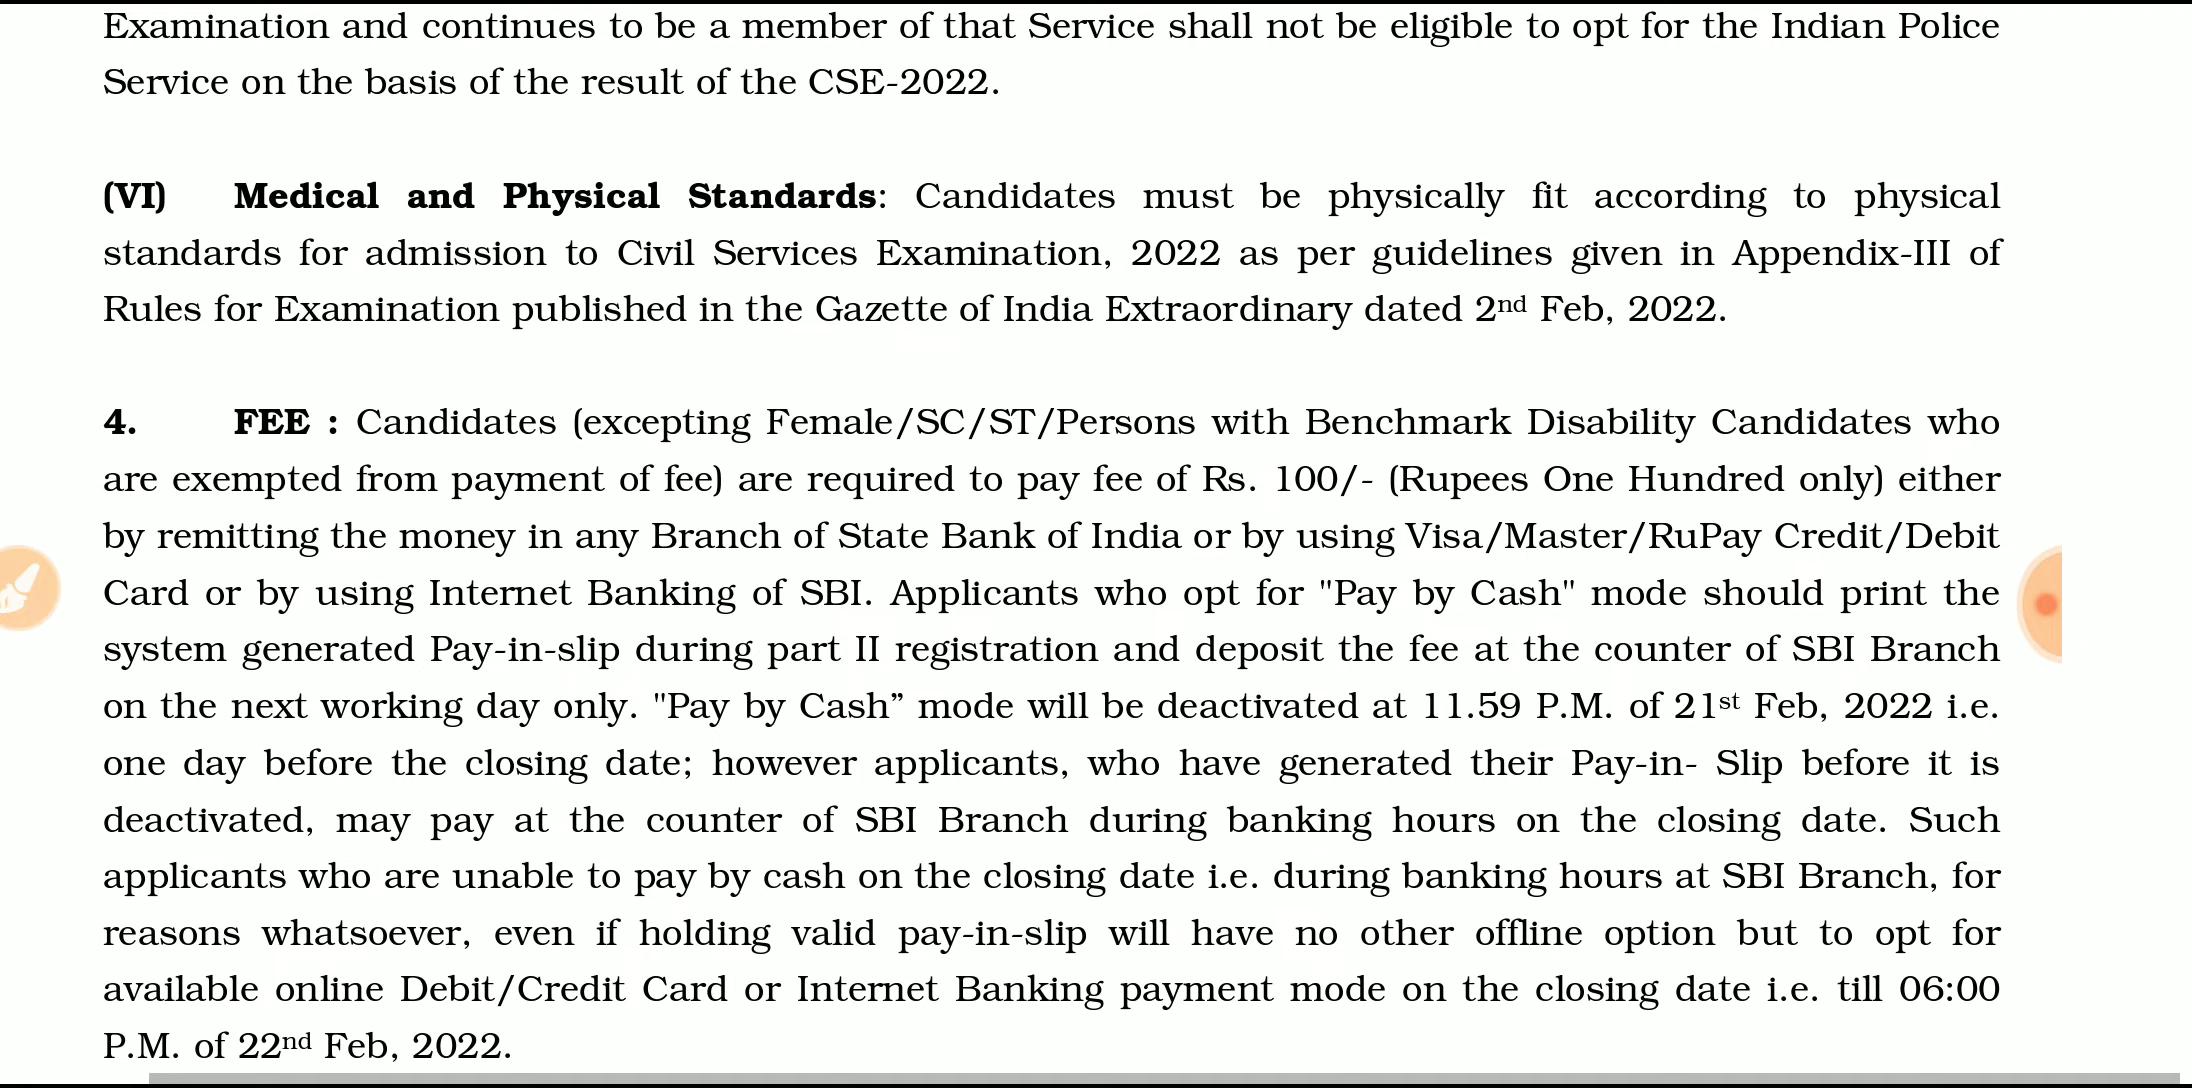 Examination and continues to be a member of that Service shall not be eligible to opt for the Indian Police
Service on the basis of the result of the CSE-2022.
(VI) Medical and Physical Standards: Candidates must be physically fit according to physical
standards for admission to Civil Services Examination, 2022 as per guidelines given in Appendix-III of
Rules for Examination published in the Gazette of India Extraordinary dated 2nd Feb, 2022.
4. FEE : Candidates (excepting Female/SC/ST/Persons with Benchmark Disability Candidates who
are exempted from payment of fee) are required to pay fee of Rs. 100/- (Rupees One Hundred only) either
by remitting the money in any Branch of State Bank of India or by using Visa/Master/RuPay Credit/Debit
Card or by using Internet Banking of SBI. Applicants who opt for "Pay by Cash" mode should print the
system generated Pay-in-slip during part II registration and deposit the fee at the counter of SBI Branch
on the next working day only. "Pay by Cash” mode will be deactivated at 11.59 P.M. of 21st Feb, 2022 i.e.
one day before the closing date; however applicants, who have generated their Pay-in- Slip before it is
deactivated, may pay at the counter of SBI Branch during banking hours on the closing date. Such
applicants who are unable to pay by cash on the closing date i.e. during banking hours at SBI Branch, for
reasons whatsoever, even if holding valid pay-in-slip will have no other offline option but to opt for
available online Debit/Credit Card or Internet Banking payment mode on the closing date i.e. till 06:00
P.M. of 22nd Feb, 2022.